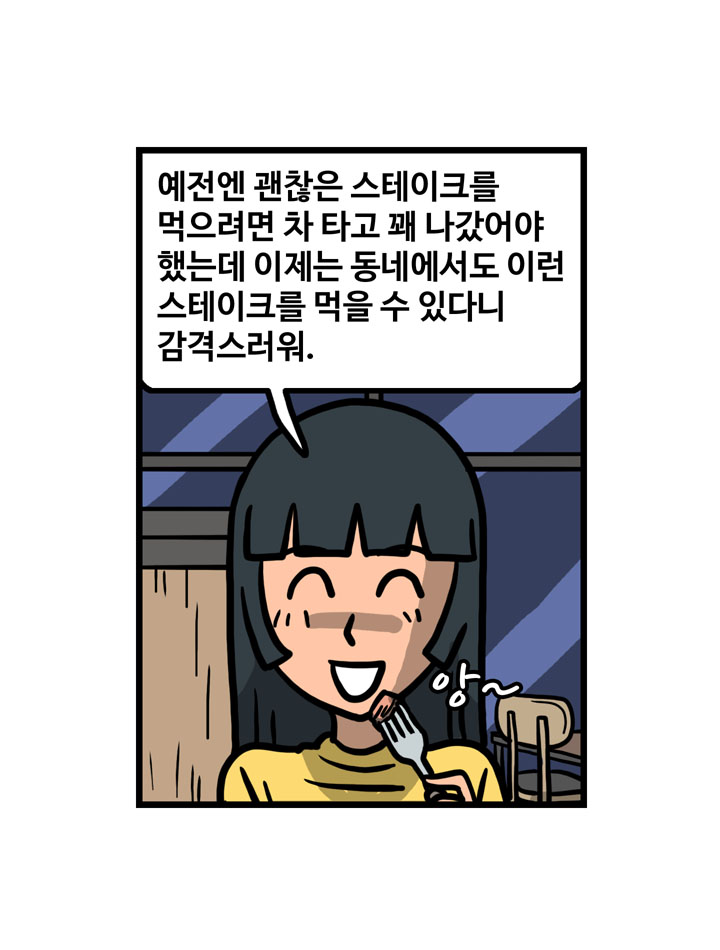 예전엔 괜찮은 스테이크를
먹으려면 차 타고 꽤 나갔어야
했는데 이제는 동네에서도 이런
스테이크를 먹을 수 있다니
감격스러워.
앙~